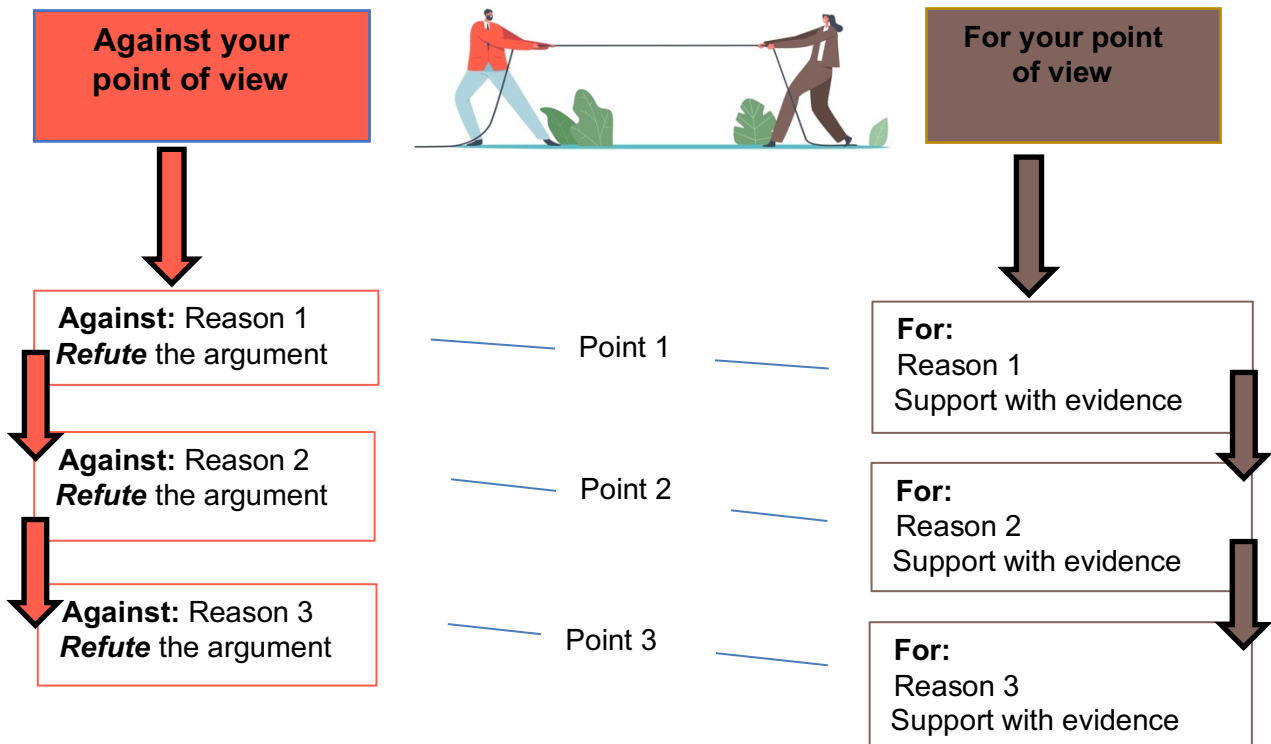 Against your
point of view
For your point
of view
Against: Reason 1
Refute the argument
Point 1
For:
Reason 1
Support with evidence
Against: Reason 2
Refute the argument
Point 2
For:
Reason 2
Support with evidence
Against: Reason 3
Refute the argument
Point 3
For:
Reason 3
Support with evidence